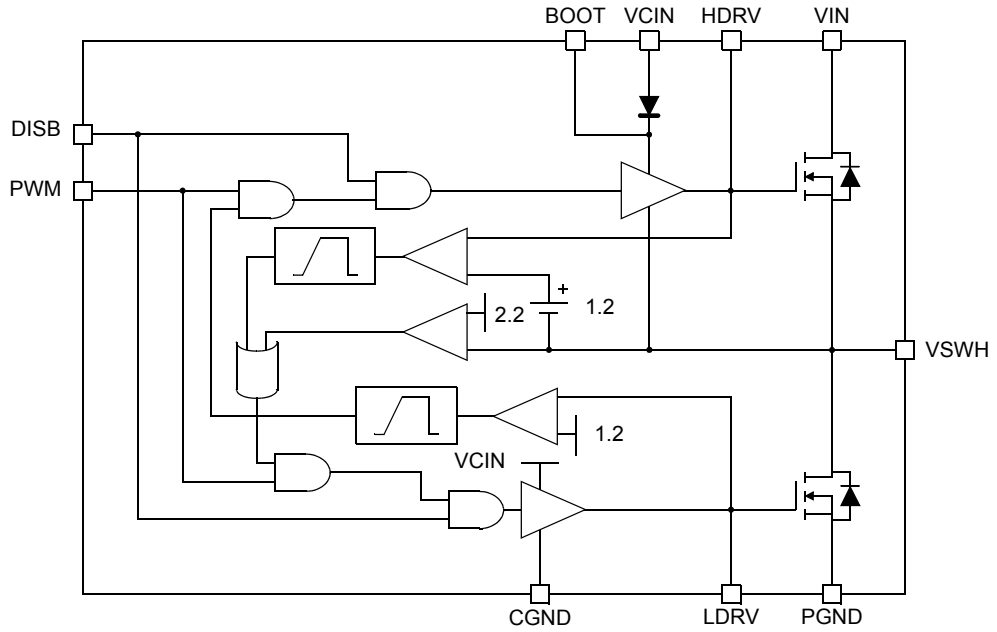 BOOT VCIN HDRV VIN
DISB
PWM
+
2.2 1.2
VSWH
1.2
VCIN
CGND LDRV PGND